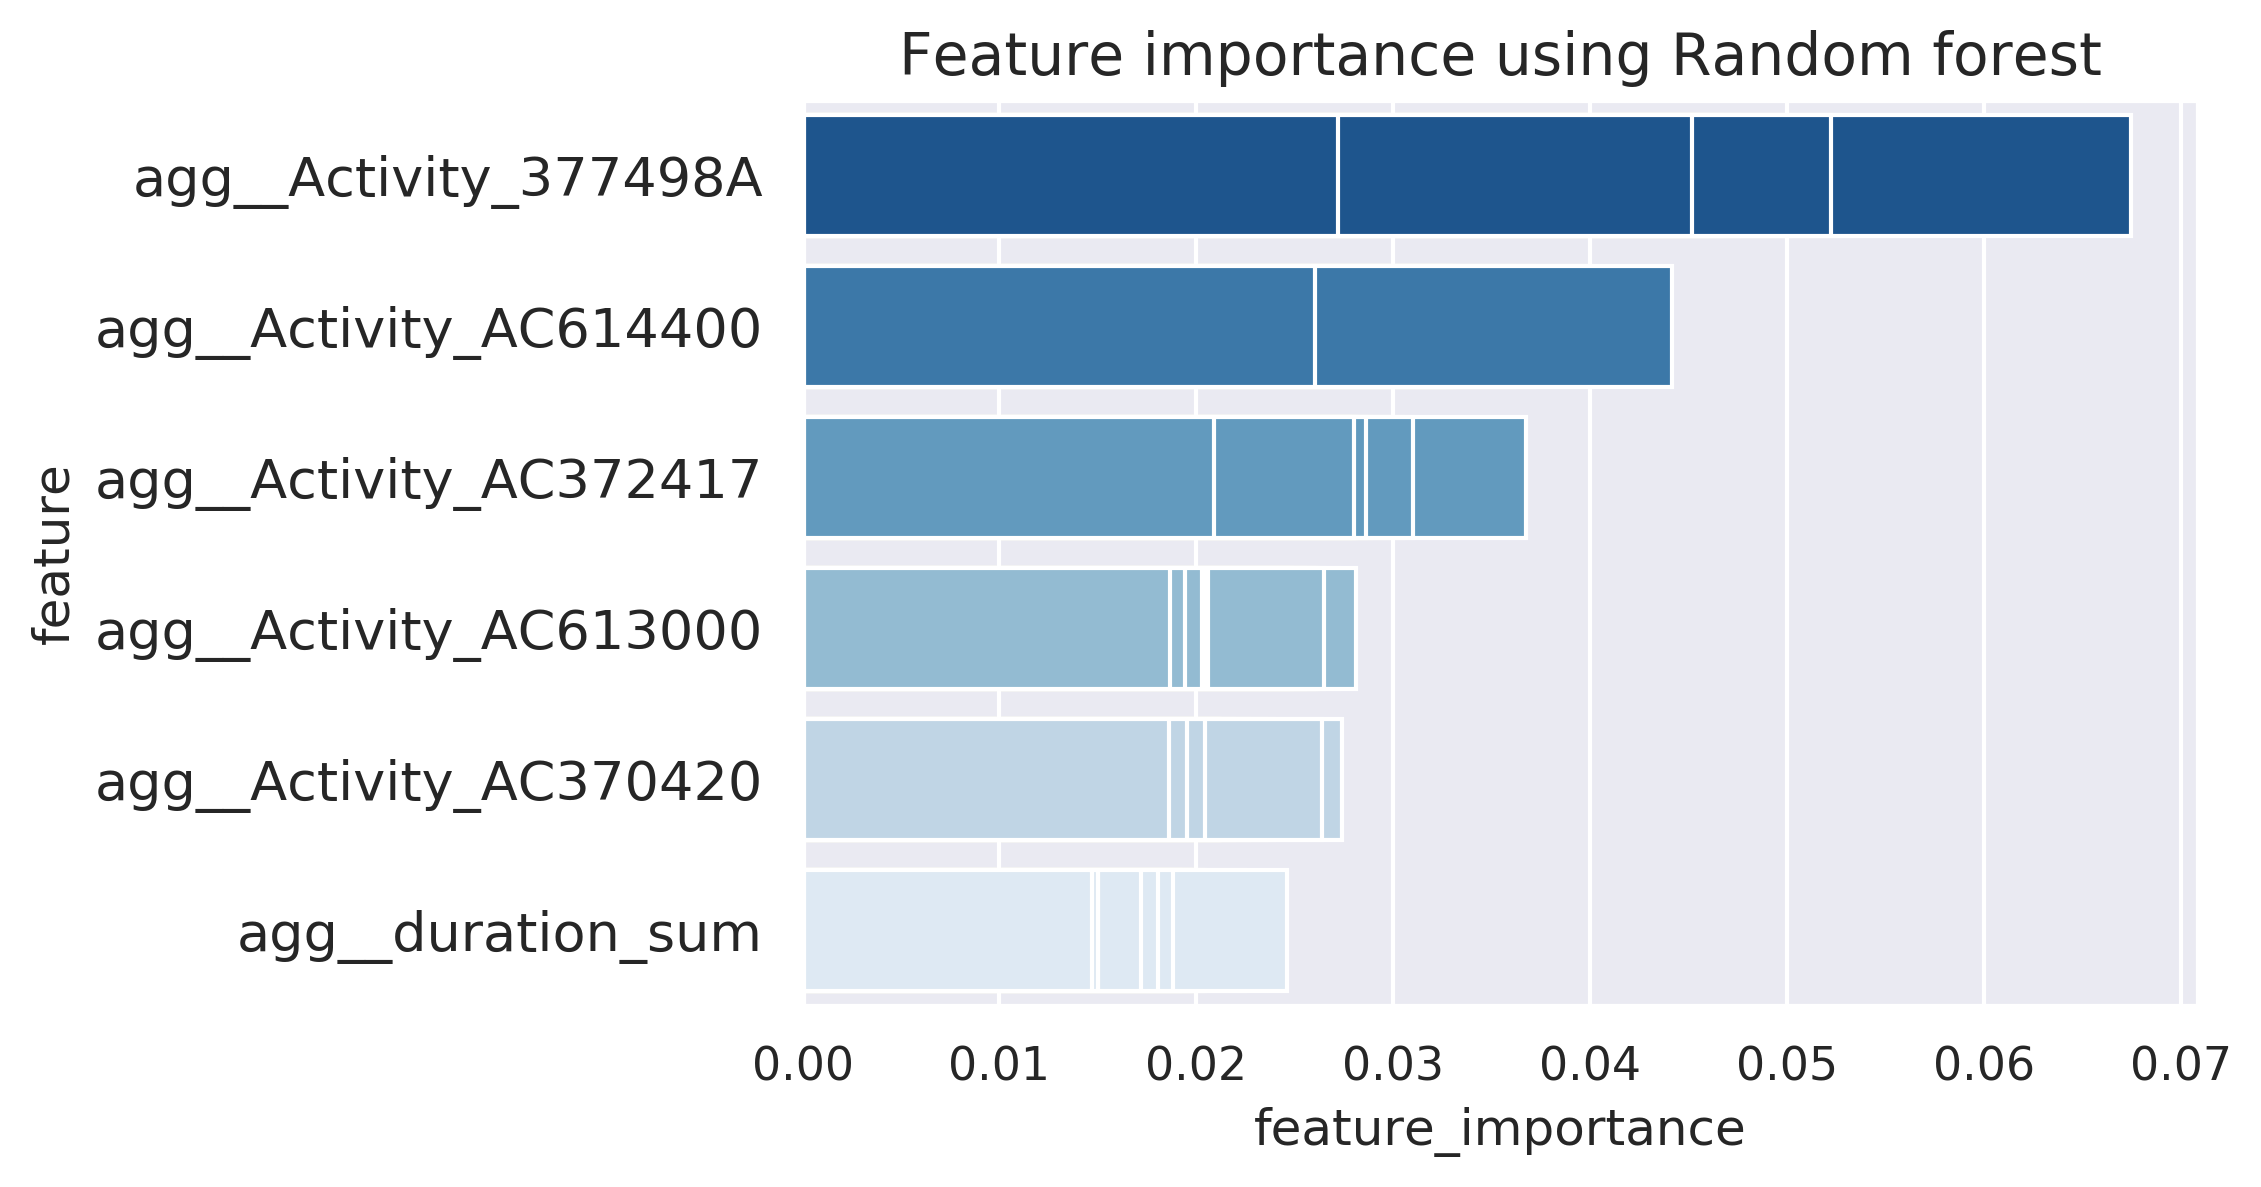 Feature importance using Random forest
agg__Activity_377498A
agg__Activity_AC614400
agg__Activity_AC372417
agg__Activity_AC613000
agg__Activity_AC370420
agg__duration_sum
feature
0.00 0.01 0.02 0.03 0.04 0.05 0.06 0.07
feature_importance